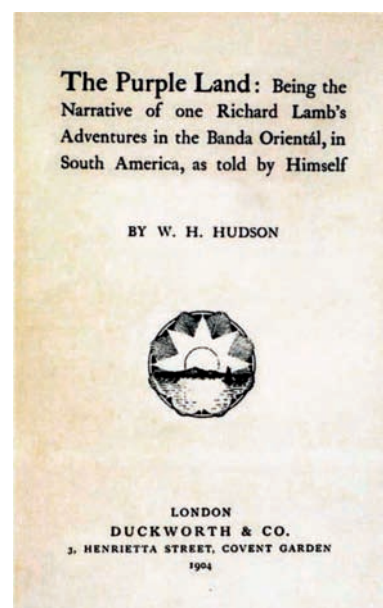 The Purple Land: Being the
Narrative of one Richard Lamb's
Adventures in the Banda Orientál, in
South America, as told by Himself
BY W. H. HUDSON
LONDON
DUCKWORTH & CO.
3, HENRIETTA STREET, COVENT GARDEN
1904